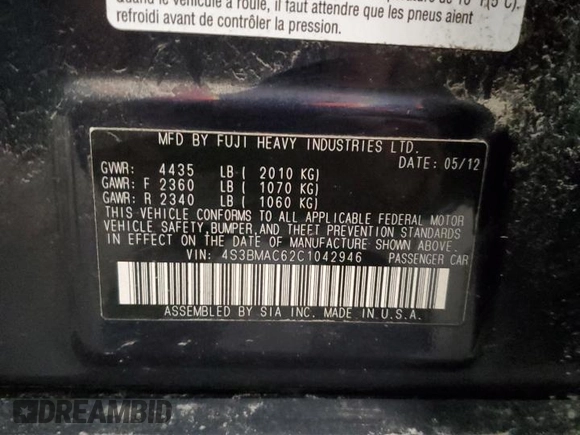 Quand le véhicule a roulé, il faut attendre que les pneus aient
refroidi avant de contrôler la pression.
MFD BY FUJI HEAVY INDUSTRIES LTD.
DATE: 05/12
GVWR: 4435 LB ( 2010 KG)
GAWR: F 2360 LB ( 1070 KG)
GAWR: R 2340 LB ( 1060 KG)
THIS VEHICLE CONFORMS TO ALL APPLICABLE FEDERAL MOTOR
VEHICLE SAFETY, BUMPER, AND THEFT PREVENTION STANDARDS
IN EFFECT ON THE DATE OF MANUFACTURE SHOWN ABOVE.
VIN: 4S3BMAC62C1042946 PASSENGER CAR
ASSEMBLED BY SIA INC. MADE IN U.S.A.
DREAMBID